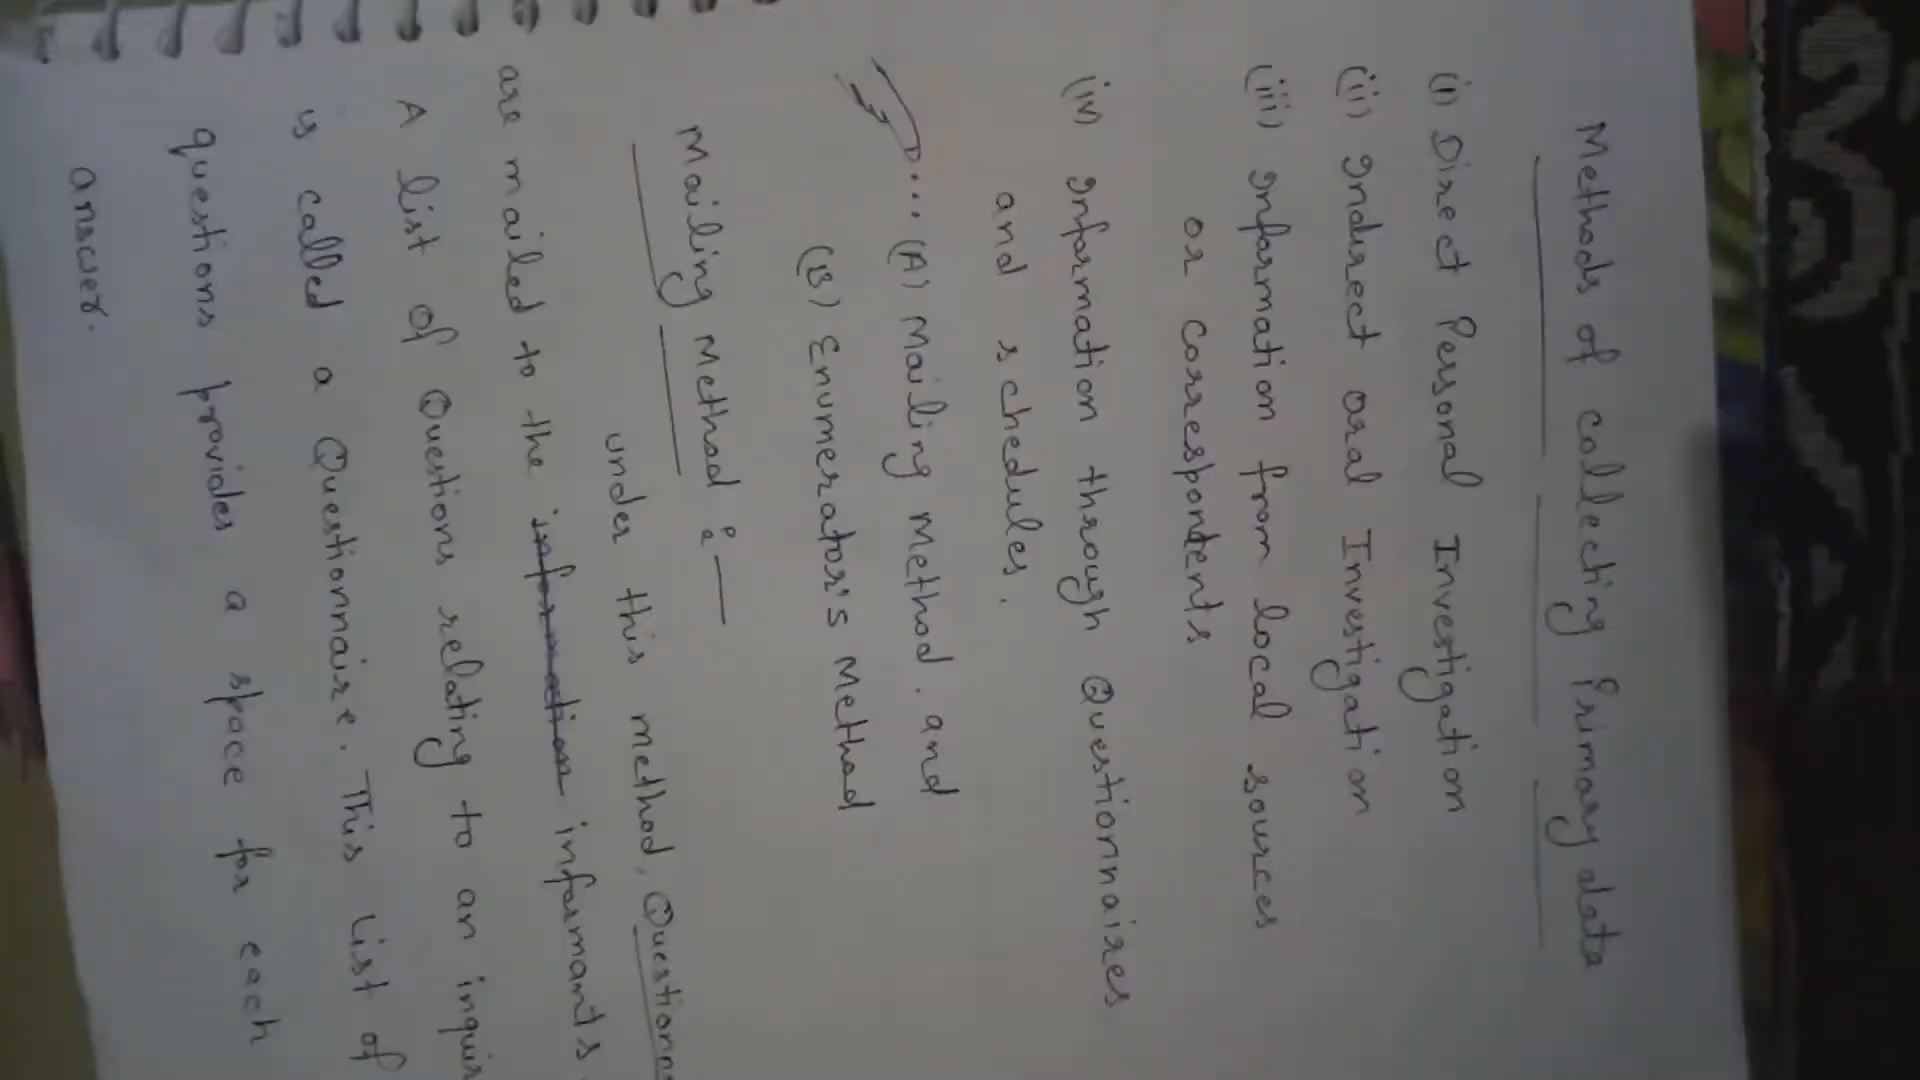 Methods of collecting Primary data
(i) Direct Personal Investigation
(ii) Indirect oral Investigation
(iii) Information from local sources
or correspondents
(iv) Information through Questionnaires
and schedules.
(A) Mailing Method. and
(B) Enumerator's Method
Mailing Method :-
under this method,
are mailed to the information informants.
A list of Questions relating to an
is called a Questionnaire. This list of
questions provides a space for each
answer.